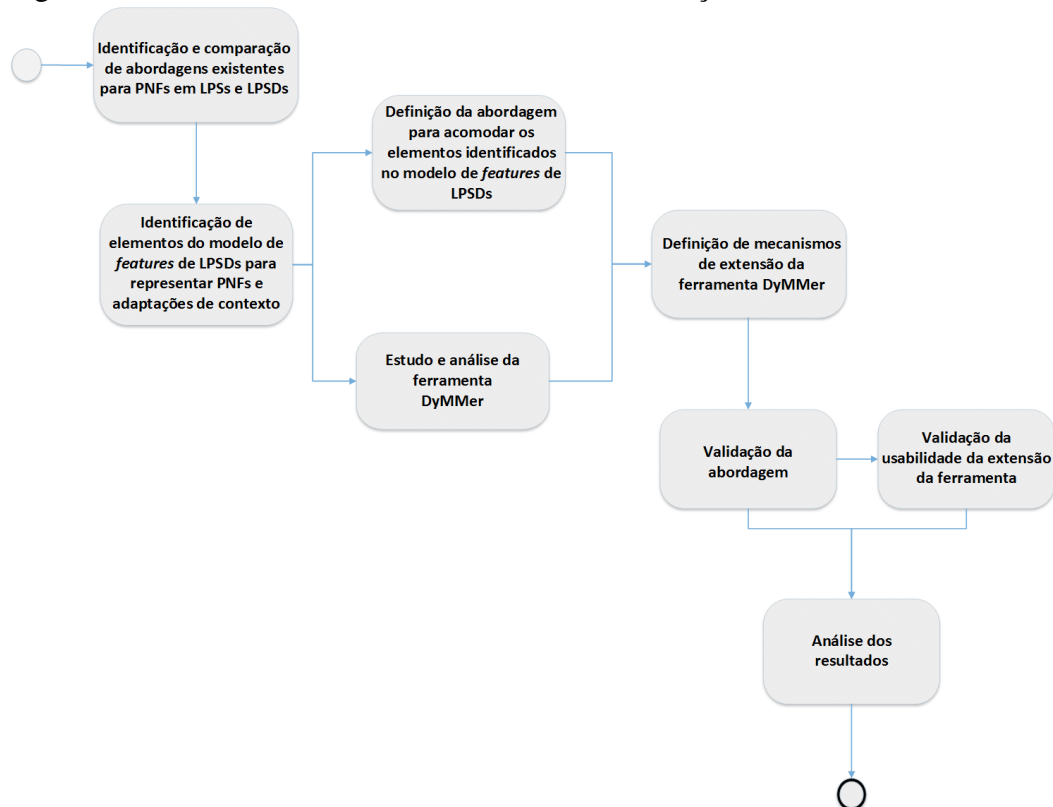 Identificação e comparação
de abordagens existentes
para PNFs em LPSs e LPSDs
Identificação de
elementos do modelo de
features de LPSDs para
representar PNFs e
adaptações de contexto
Definição da abordagem
para acomodar os
elementos identificados
no modelo de features de
LPSDs
Estudo e análise da
ferramenta
DyMMer
Definição de mecanismos
de extensão da
ferramenta DyMMer
Validação da
abordagem
Validação da
usabilidade da extensão
da ferramenta
Análise dos
resultados